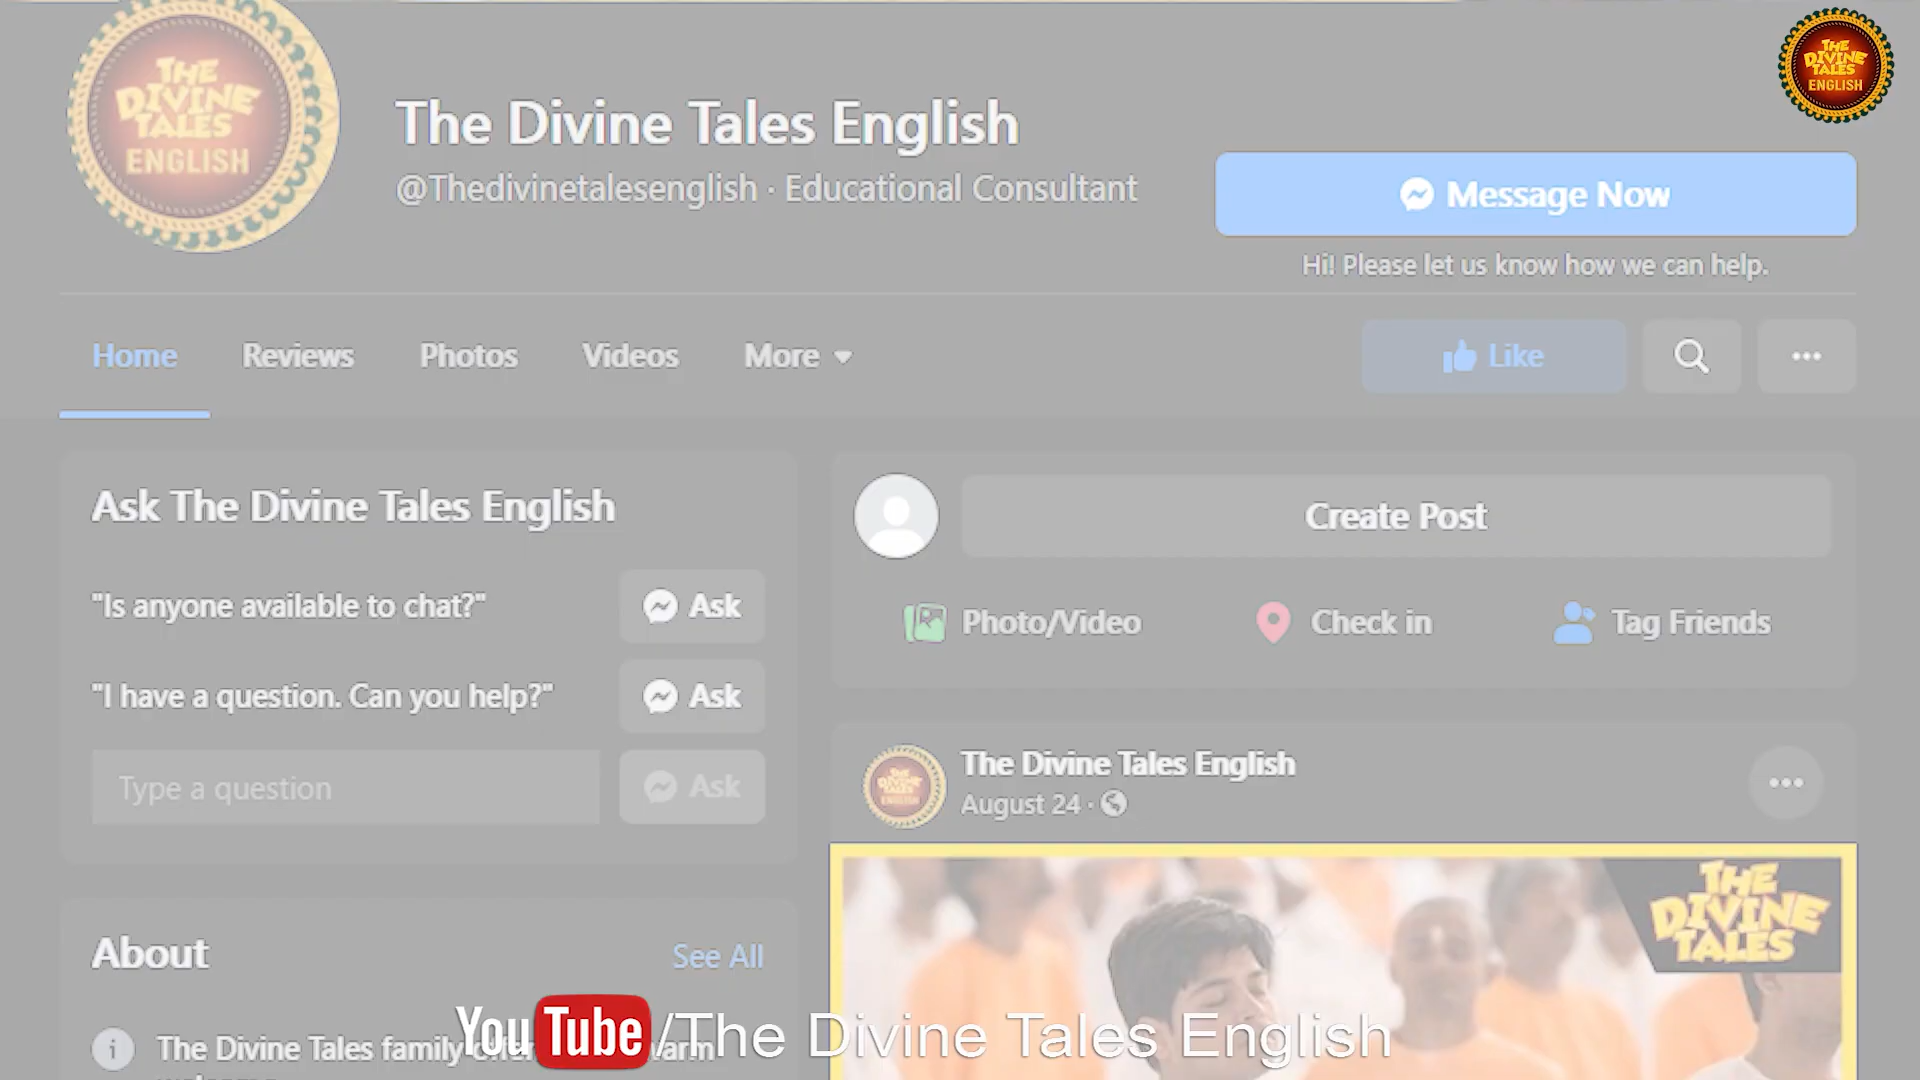 THE
DIVINE
TALES
ENGLISH
THE
DIVINE
TALES
ENGLISH
The Divine Tales English
@Thedivinetalesenglish · Educational Consultant
Message Now
Hi! Please let us know how we can help.
Home
Reviews
Photos
Videos
More
Like
Ask The Divine Tales English
"Is anyone available to chat?"
Ask
"I have a question. Can you help?"
Ask
Type a question
Ask
Create Post
Photo/Video
Check in
Tag Friends
THE
DIVINE
TALES
ENGLISH
The Divine Tales English
August 24 ·
THE
DIVINE
TALES
About
See All
The Divine Tales family
YouTube/The Divine Tales English